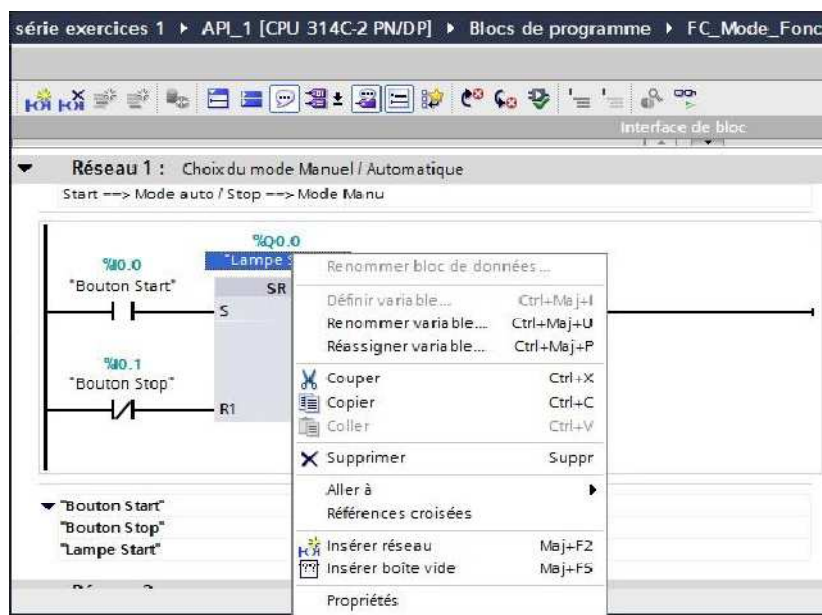 série exercices 1 ▸ API_1 [CPU 314C-2 PN/DP] ▸ Blocs de programme ▸ FC_Mode_Fonc
Interface de bloc
Réseau 1 : Choix du mode Manuel / Automatique
Start ==> Mode auto / Stop ==> Mode Manu
%Q0.0
"Lampe S
%I0.0
"Bouton Start"
SR
S
%I0.1
"Bouton Stop"
R1
Renommer bloc de données...
Définir variable... Ctrl+Maj+I
Renommer variable... Ctrl+Maj+U
Réassigner variable... Ctrl+Maj+P
Couper Ctrl+X
Copier Ctrl+C
Coller Ctrl+V
Supprimer Suppr
Aller à
Références croisées
Insérer réseau Maj+F2
Insérer boîte vide Maj+F5
Propriétés
"Bouton Start"
"Bouton Stop"
"Lampe Start"